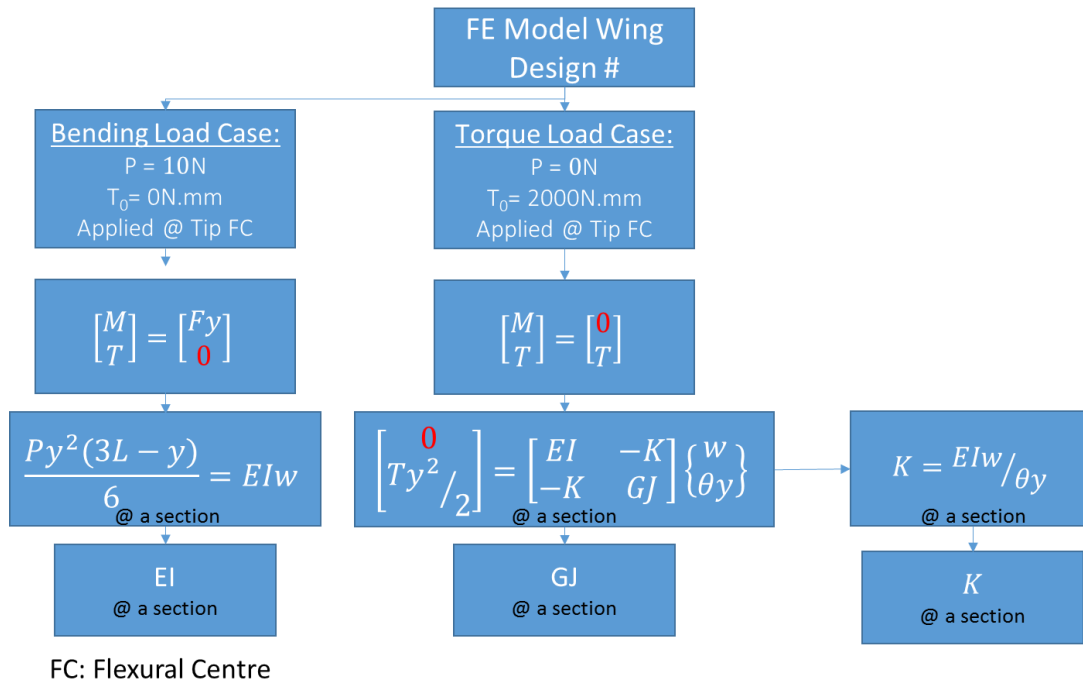 FE Model Wing
Design #
Bending Load Case:
P = 10N
T₀= 0N.mm
Applied @ Tip FC
Torque Load Case:
P = 0N
T₀= 2000N.mm
Applied @ Tip FC
[M T] = [Fy 0]
[M T] = [0 T]
Py²(3L − y)/6 = EIw
@ a section
[0 Ty²/2] = [EI −K −K GJ]{w θy}
@ a section
K = EIw/θy
@ a section
EI
@ a section
GJ
@ a section
K
@ a section
FC: Flexural Centre